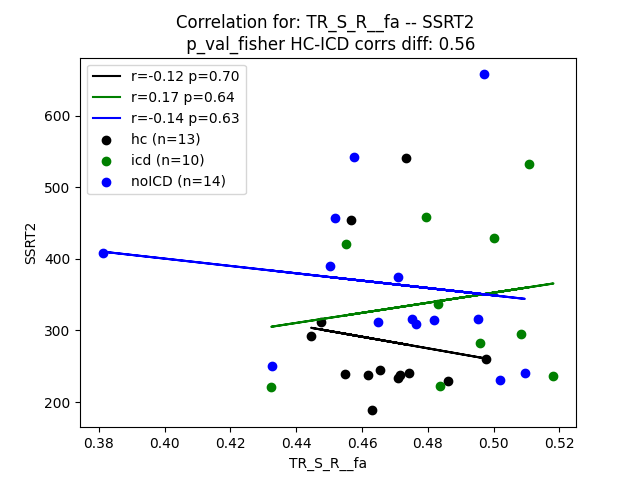 Correlation for: TR_S_R__fa -- SSRT2
p_val_fisher HC-ICD corrs diff: 0.56
r=-0.12 p=0.70
r=0.17 p=0.64
r=-0.14 p=0.63
hc (n=13)
icd (n=10)
noICD (n=14)
SSRT2
600
500
400
300
200
0.38 0.40 0.42 0.44 0.46 0.48 0.50 0.52
TR_S_R__fa